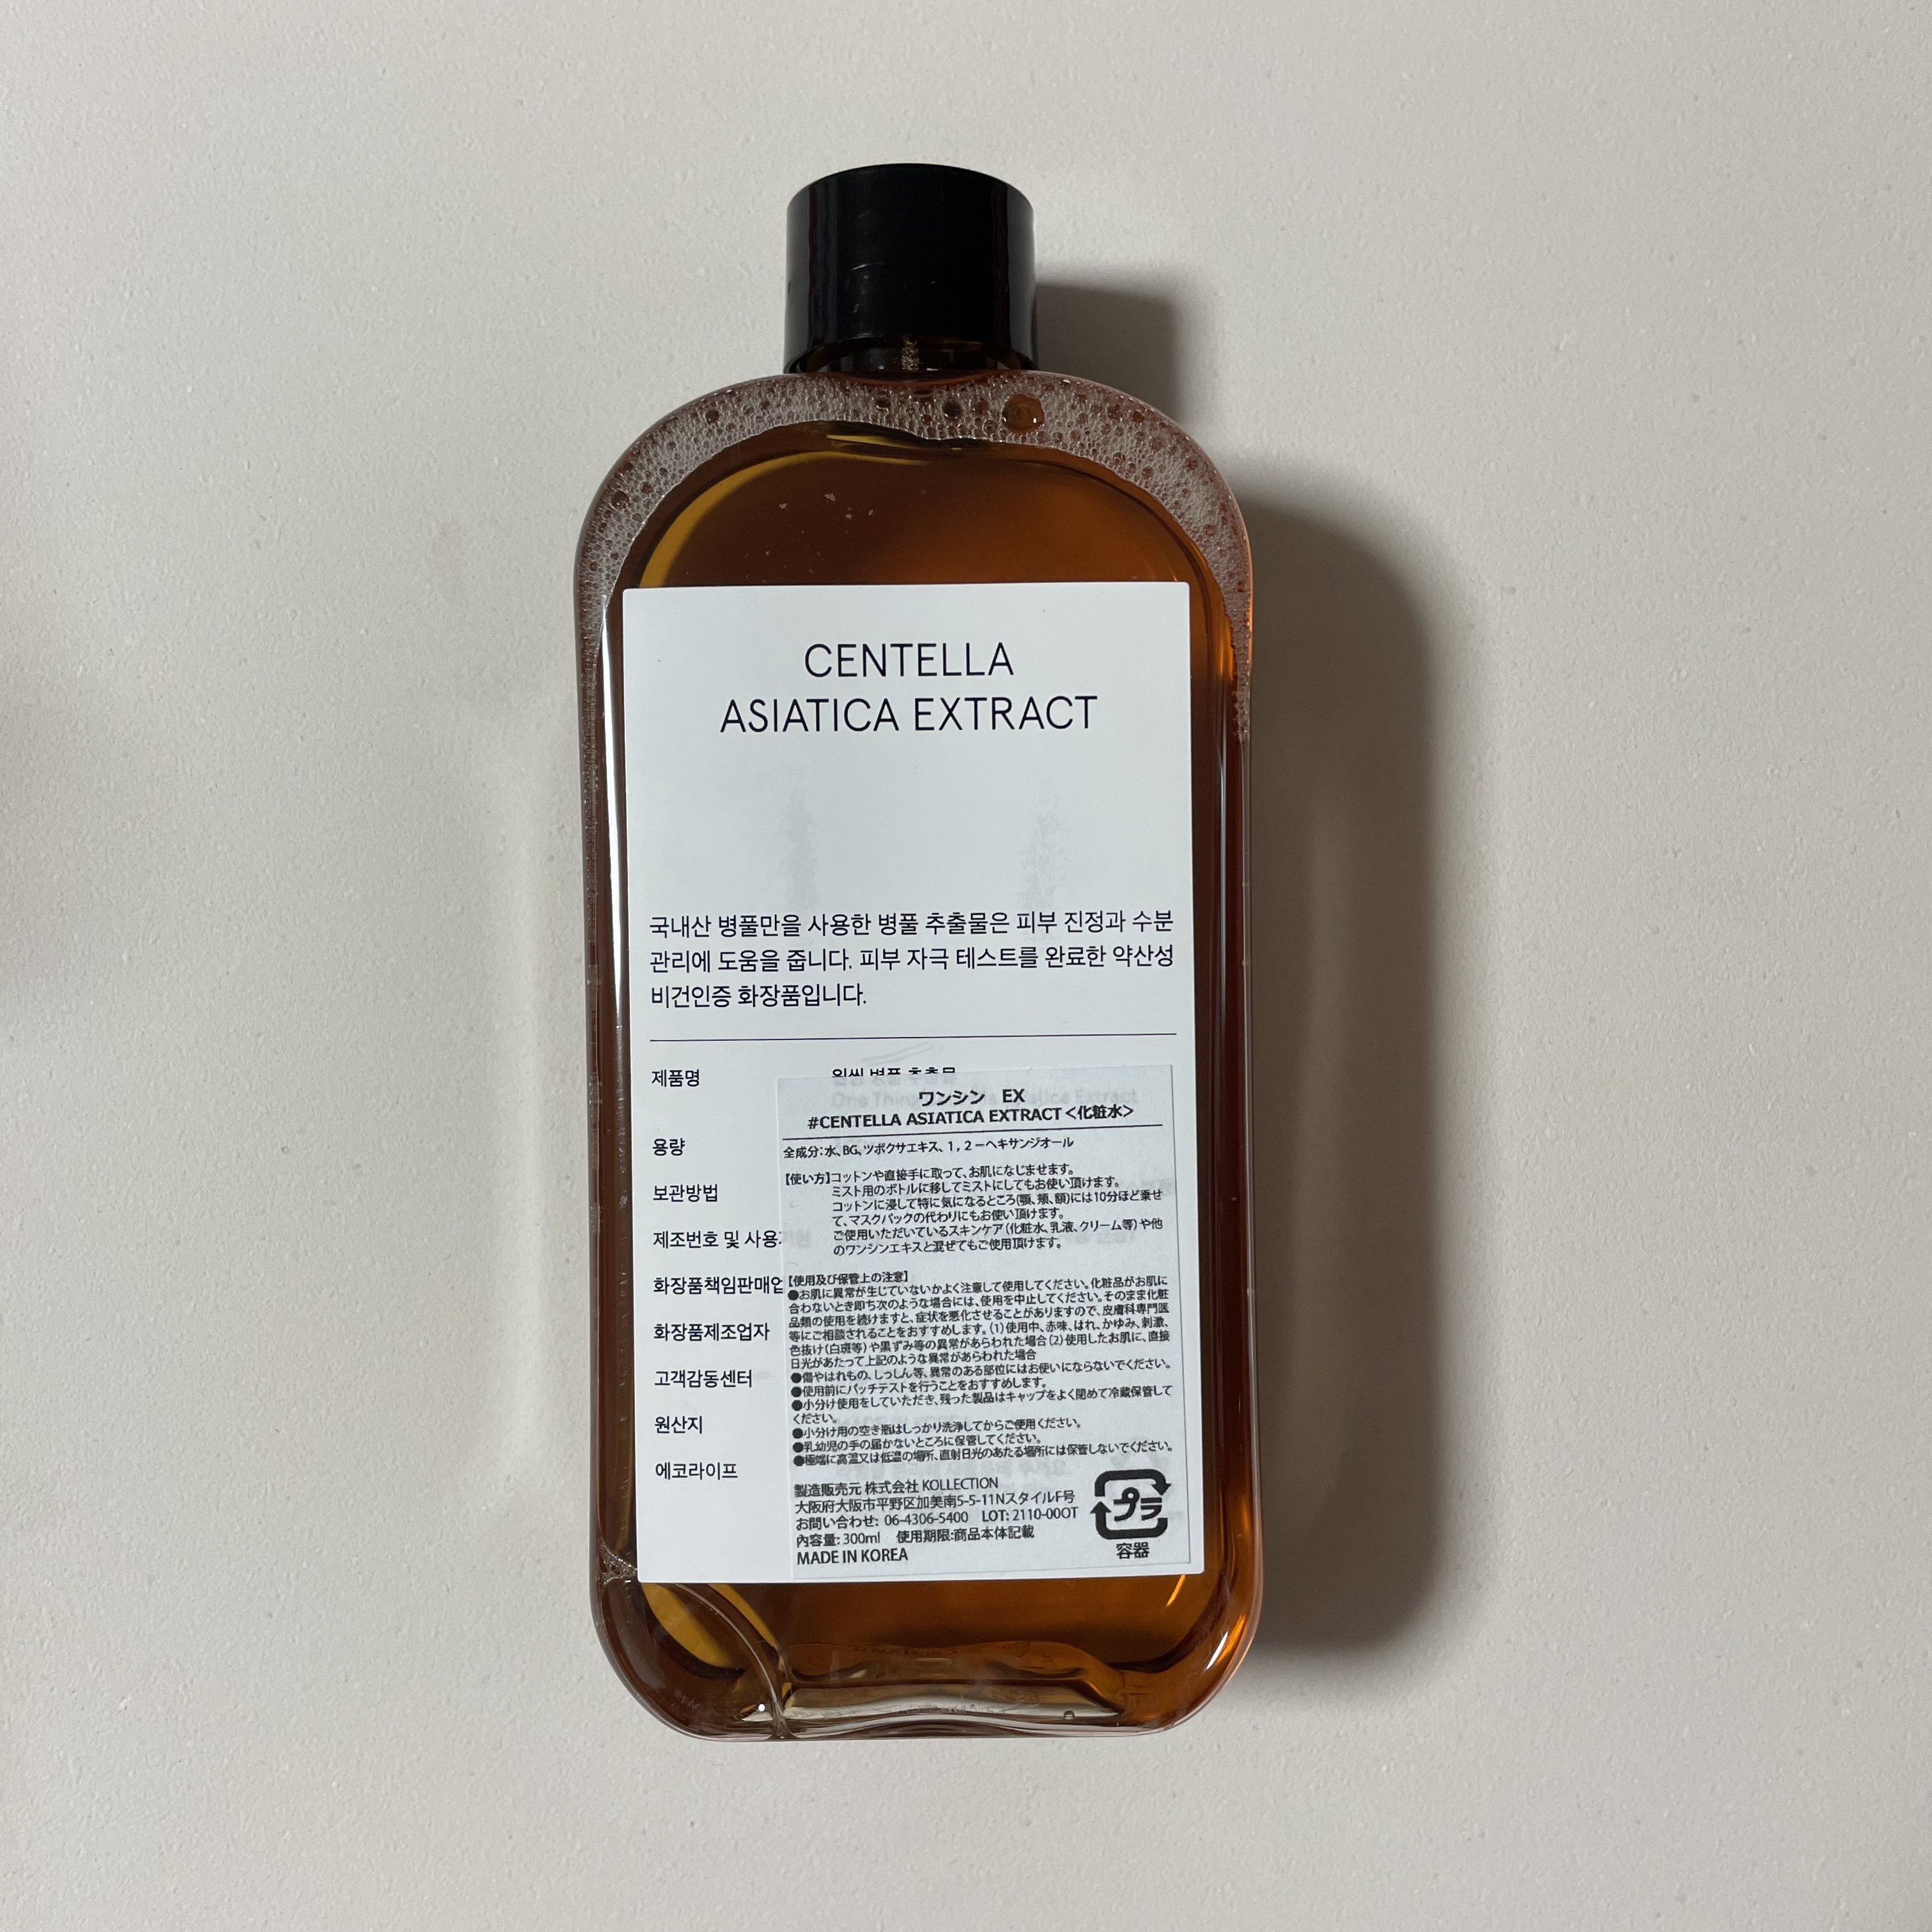 CENTELLA
ASIATICA EXTRACT
국내산 병풀만을 사용한 병풀 추출물은 피부 진정과 수분
관리에 도움을 줍니다. 피부 자극 테스트를 완료한 약산성
비건인증 화장품입니다.
제품명
용량
보관방법
제조번호 및 사용기한
화장품책임판매업
화장품제조업자
고객감동센터
원산지
에코라이프
ワンシン EX
#CENTELLA ASIATICA EXTRACT<化粧水>
全成分:水、BG、ツボクサエキス、1,2-ヘキサンジオール
【使い方】コットンや直接手に取って、お肌になじませます。
ミスト用のボトルに移してミストにしてもお使い頂けます。
コットンに浸して特に気になるところ(顎、頬、額)には10分ほど乗せ
て、マスクパックの代わりにもお使い頂けます。
ご使用いただいているスキンケア(化粧水、乳液、クリーム等)や他
のワンシンエキスと混ぜてもご使用頂けます。
【使用及び保管上の注意】
●お肌に異常が生じていないかよく注意して使用してください。化粧品がお肌に
合わないとき即ち次のような場合には、使用を中止してください。そのまま化粧
品類の使用を続けますと、症状を悪化させることがありますので、皮膚科専門医
等にご相談されることをおすすめします。(1)使用中、赤味、はれ、かゆみ、刺激、
色抜け(白斑等)や黒ずみ等の異常があらわれた場合(2)使用したお肌に、直接
日光があたって上記のような異常があらわれた場合
●傷やはれもの、しっしん等、異常のある部位にはお使いにならないでください。
●使用前にパッチテストを行うことをおすすめします。
●小分け使用をしていただき、残った製品はキャップをよく閉めて冷蔵保管して
ください。
●小分け用の空き瓶はしっかり洗浄してからご使用ください。
●乳幼児の手の届かないところに保管してください。
●極端に高温又は低温の場所、直射日光のあたる場所には保管しないでください。
製造販売元 株式会社 KOLLECTION
大阪府大阪市平野区加美南5-5-11NスタイルF号
お問い合わせ: 06-4306-5400 LOT: 2110-00OT
内容量: 300ml 使用期限:商品本体記載
MADE IN KOREA
プラ
容器